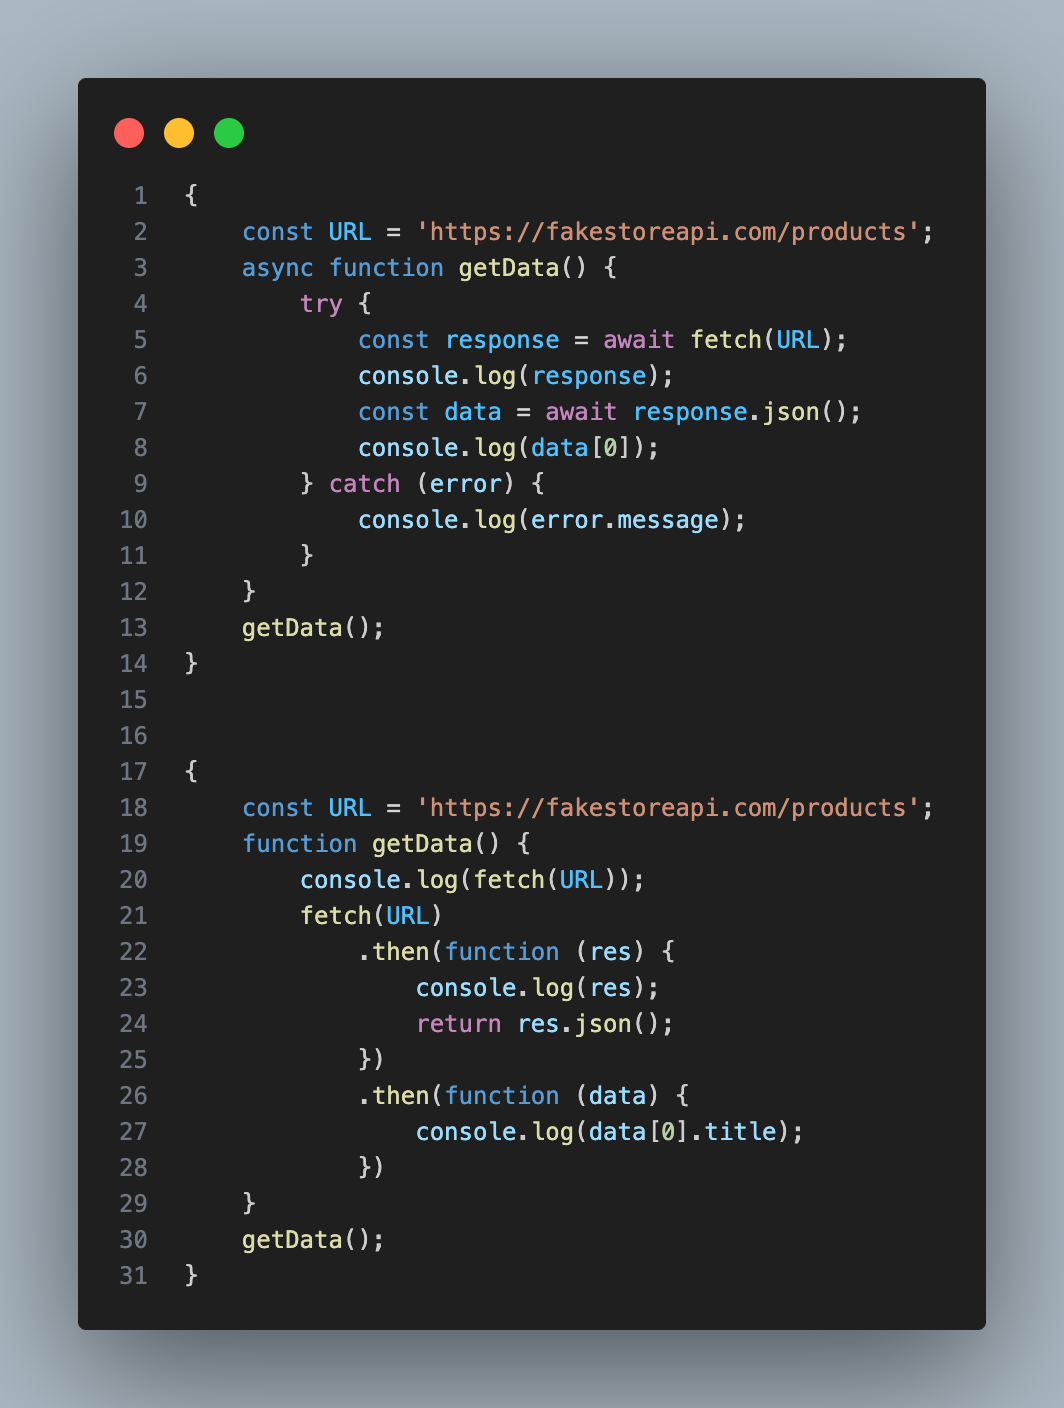 1 {
2     const URL = 'https://fakestoreapi.com/products';
3     async function getData() {
4         try {
5             const response = await fetch(URL);
6             console.log(response);
7             const data = await response.json();
8             console.log(data[0]);
9         } catch (error) {
10             console.log(error.message);
11         }
12     }
13     getData();
14 }
15
16
17 {
18     const URL = 'https://fakestoreapi.com/products';
19     function getData() {
20         console.log(fetch(URL));
21         fetch(URL)
22             .then(function (res) {
23                 console.log(res);
24                 return res.json();
25             })
26             .then(function (data) {
27                 console.log(data[0].title);
28             })
29     }
30     getData();
31 }